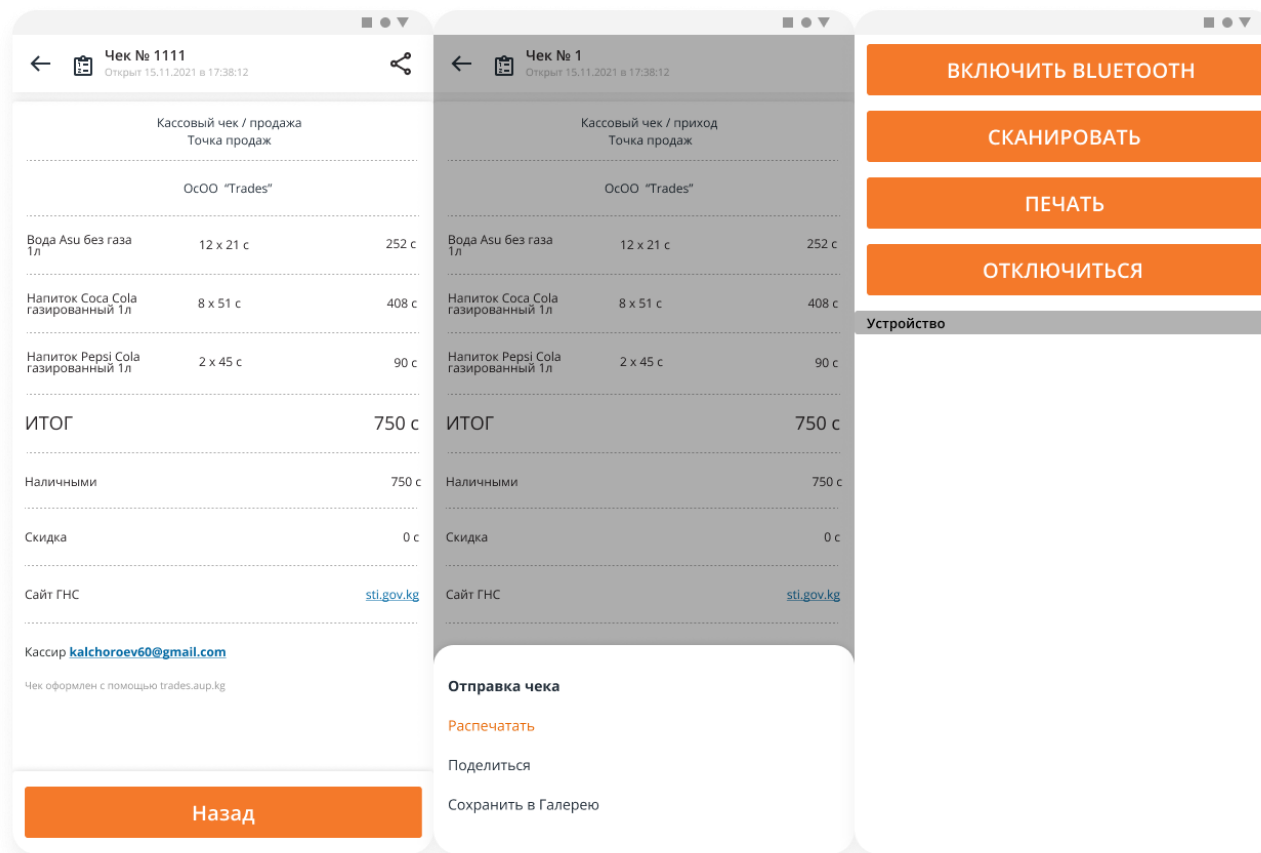 Чек № 1111
Открыт 15.11.2021 в 17:38:12
Кассовый чек / продажа
Точка продаж
ОсОО "Trades"
Вода Asu без газа
1л
12 x 21 с
252 с
Напиток Coca Cola
газированный 1л
8 x 51 с
408 с
Напиток Pepsi Cola
газированный 1л
2 x 45 с
90 с
ИТОГ
750 с
Наличными
750 с
Скидка
0 с
Сайт ГНС
sti.gov.kg
Кассир kalchoroev60@gmail.com
Чек оформлен с помощью trades.aup.kg
Назад
Чек № 1
Открыт 15.11.2021 в 17:38:12
Кассовый чек / приход
Точка продаж
ОсОО "Trades"
Вода Asu без газа
1л
12 x 21 с
252 с
Напиток Coca Cola
газированный 1л
8 x 51 с
408 с
Напиток Pepsi Cola
газированный 1л
2 x 45 с
90 с
ИТОГ
750 с
Наличными
750 с
Скидка
0 с
Сайт ГНС
sti.gov.kg
Отправка чека
Распечатать
Поделиться
Сохранить в Галерею
ВКЛЮЧИТЬ BLUETOOTH
СКАНИРОВАТЬ
ПЕЧАТЬ
ОТКЛЮЧИТЬСЯ
Устройство